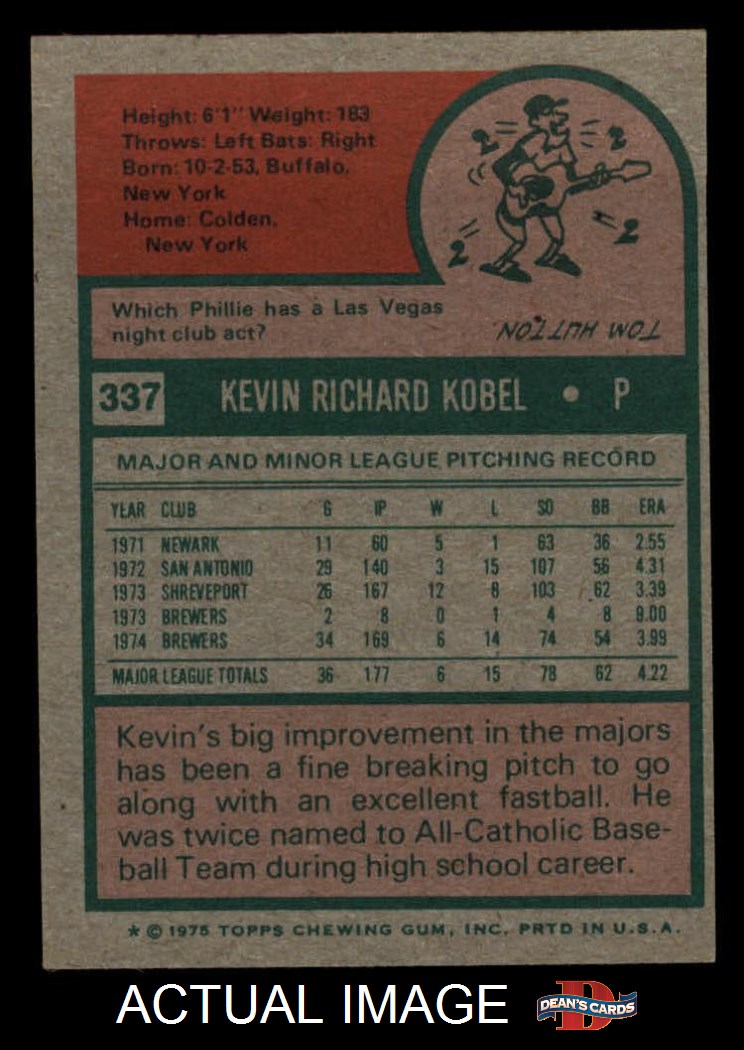 Height: 6'1" Weight: 183
Throws: Left Bats: Right
Born: 10-2-53, Buffalo,
New York
Home: Colden,
New York
2 2
2 2
Which Phillie has a Las Vegas
night club act?
TOM HUTTON
337 KEVIN RICHARD KOBEL • P
MAJOR AND MINOR LEAGUE PITCHING RECORD
YEAR CLUB G IP W L SO BB ERA
1971 NEWARK 11 60 5 1 63 36 2.55
1972 SAN ANTONIO 29 140 3 15 107 56 4.31
1973 SHREVEPORT 26 167 12 8 103 62 3.39
1973 BREWERS 2 8 0 1 4 8 9.00
1974 BREWERS 34 169 6 14 74 54 3.99
MAJOR LEAGUE TOTALS 36 177 6 15 78 62 4.22
Kevin's big improvement in the majors
has been a fine breaking pitch to go
along with an excellent fastball. He
was twice named to All-Catholic Base-
ball Team during high school career.
* © 1975 TOPPS CHEWING GUM, INC. PRTD IN U.S.A.
ACTUAL IMAGE
D
DEAN'S CARDS